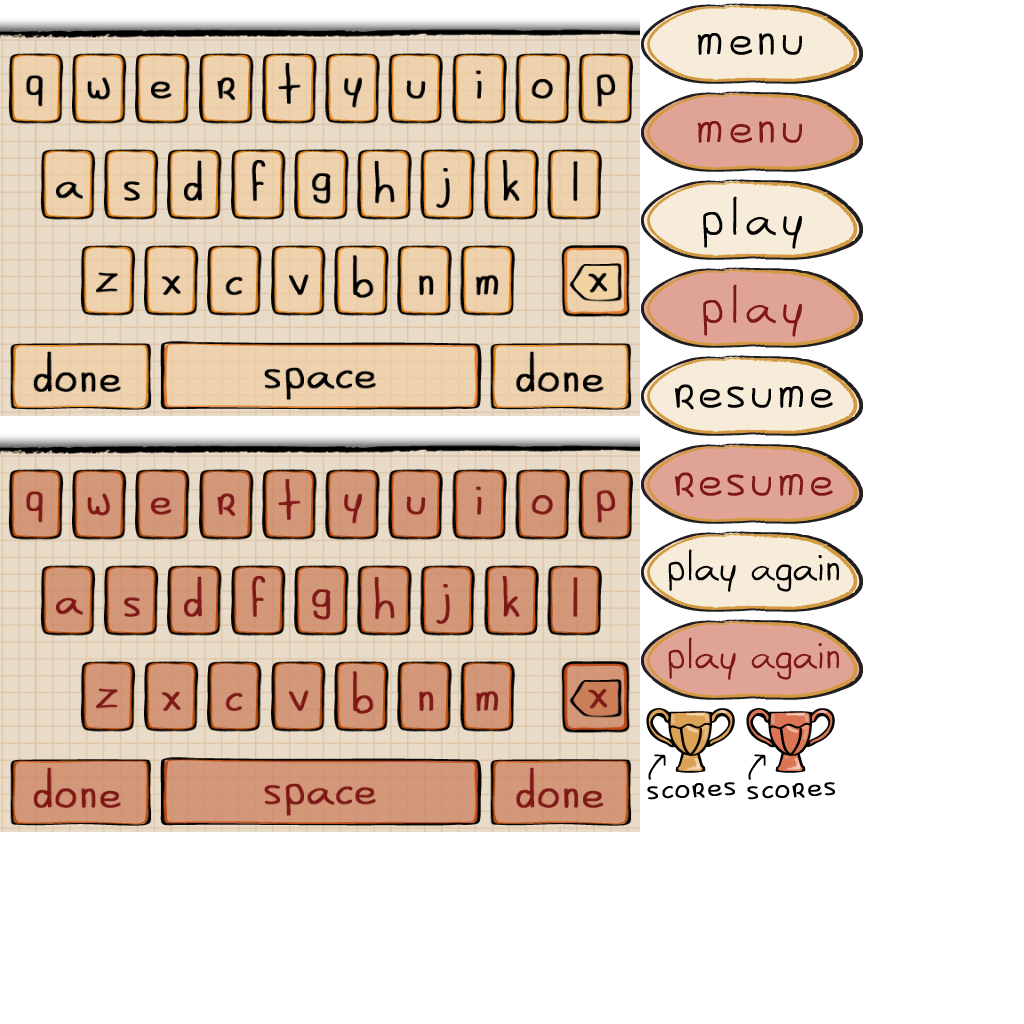 q w e R t y u i o p
a s d f g h j k l
z x c v b n m x
done space done
q w e R t y u i o p
a s d f g h j k l
z x c v b n m x
done space done
menu
menu
play
play
Resume
Resume
play again
play again
scoRes scoRes